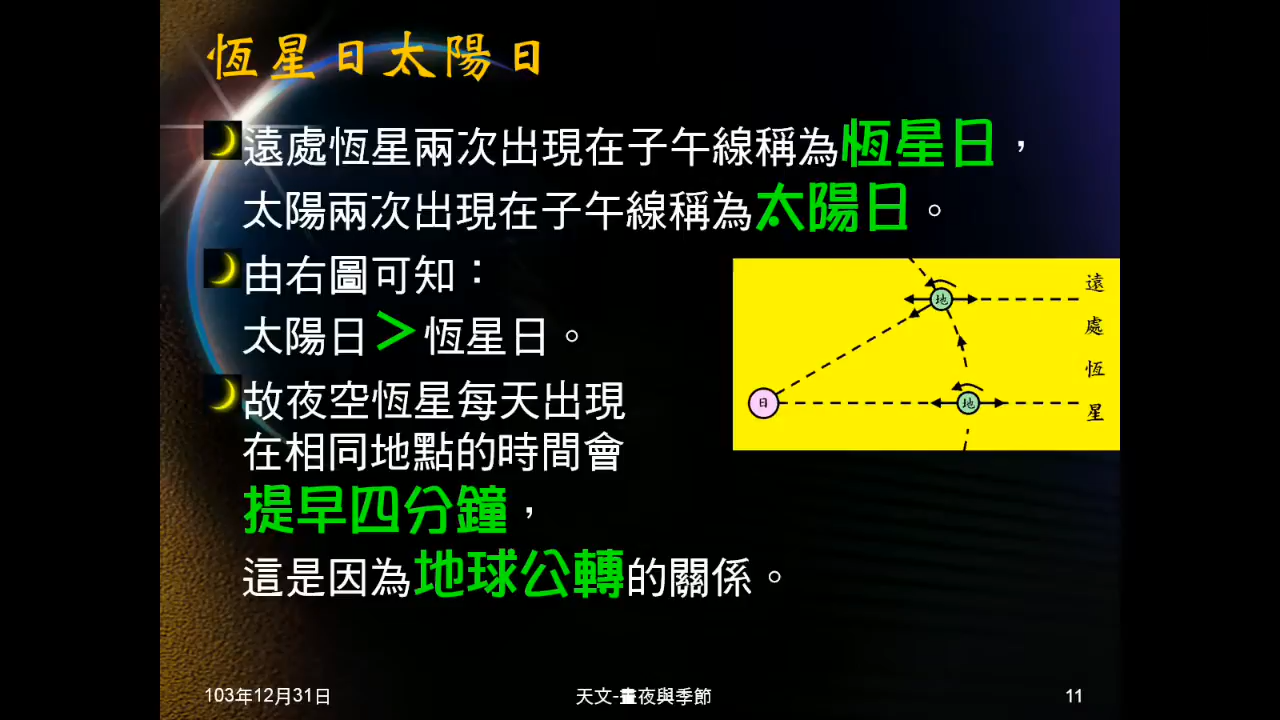 恆星日太陽日
遠處恆星兩次出現在子午線稱為恆星日，
太陽兩次出現在子午線稱為太陽日。
由右圖可知：
太陽日＞恆星日。
故夜空恆星每天出現
在相同地點的時間會
提早四分鐘，
這是因為地球公轉的關係。
地
日
地
遠處恆星
103年12月31日
天文-晝夜與季節
11